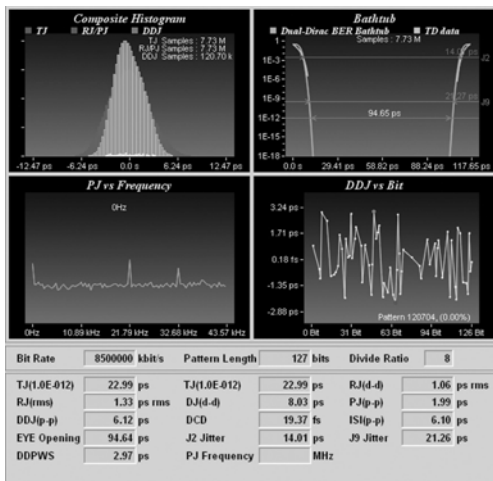 Composite Histogram
TJ RJ/PJ DDJ
TJ Samples : 7.73 M
RJ/PJ Samples : 7.73 M
DDJ Samples : 120.70 k
-12.47 ps -6.24 ps 0.0 s 6.24 ps 12.47 ps
Bathtub
Dual-Dirac BER Bathtub TD data
Samples : 7.73 M
1
1E-3
1E-6
1E-9
1E-12
1E-15
1E-18
J2
J9
94.65 ps
0.0 s 29.41 ps 58.82 ps 88.24 ps 117.65 ps
PJ vs Frequency
0Hz
0Hz 10.89 kHz 21.79 kHz 32.68 kHz 43.57 kHz
DDJ vs Bit
3.24 ps
1.71 ps
0.18 fs
-1.35 ps
-2.88 ps
Pattern 120704, (0.00%)
0 Bit 31 Bit 63 Bit 94 Bit 126 Bit
Bit Rate 8500000 kbit/s Pattern Length 127 bits Divide Ratio 8
TJ(1.0E-012) 22.99 ps TJ(1.0E-012) 22.99 ps RJ(d-d) 1.06 ps rms
RJ(rms) 1.33 ps rms DJ(d-d) 8.03 ps PJ(p-p) 1.99 ps
DDJ(p-p) 6.12 ps DCD 19.37 fs ISI(p-p) 6.10 ps
EYE Opening 94.64 ps J2 Jitter 14.01 ps J9 Jitter 21.26 ps
DDPWS 2.97 ps PJ Frequency MHz